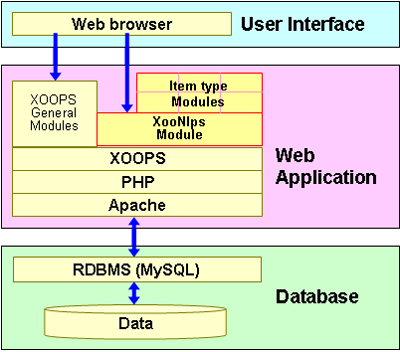 Web browser
User Interface
Item type
Modules
XOOPS
General
Modules
XooNIps
Module
XOOPS
PHP
Apache
Web
Application
RDBMS (MySQL)
Data
Database